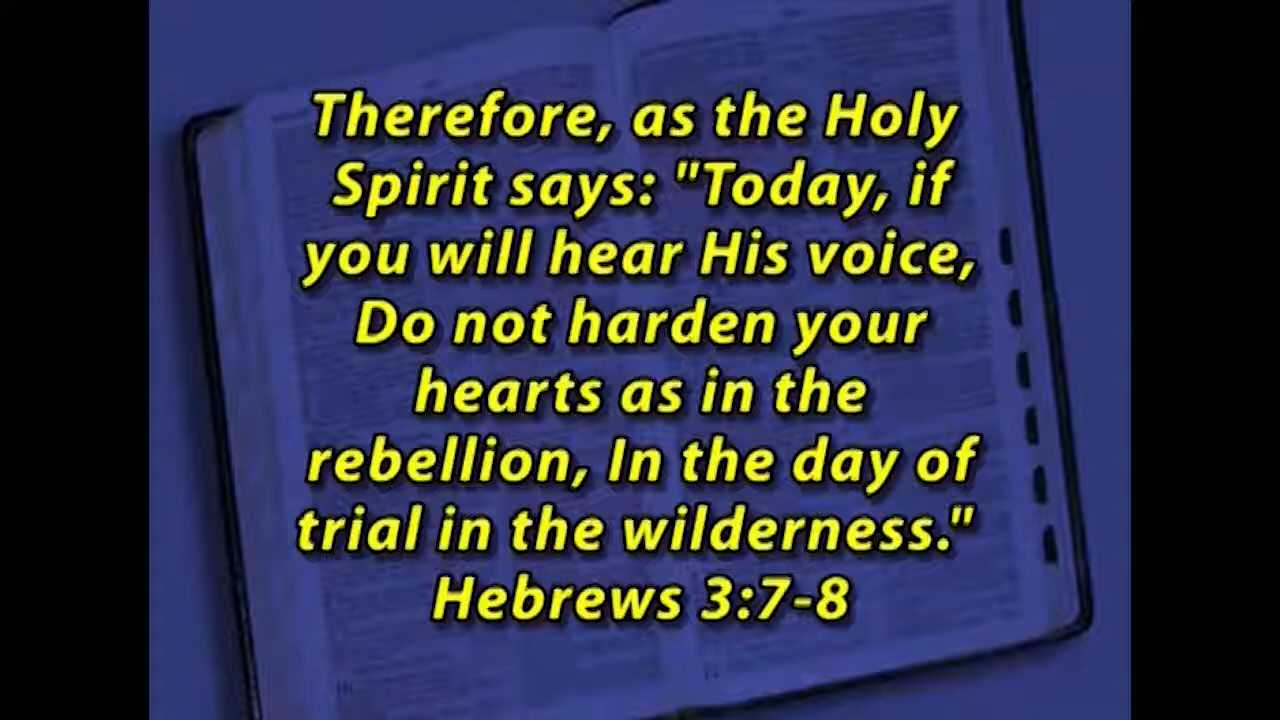 Therefore, as the Holy
Spirit says: "Today, if
you will hear His voice,
Do not harden your
hearts as in the
rebellion, In the day of
trial in the wilderness."
Hebrews 3:7-8